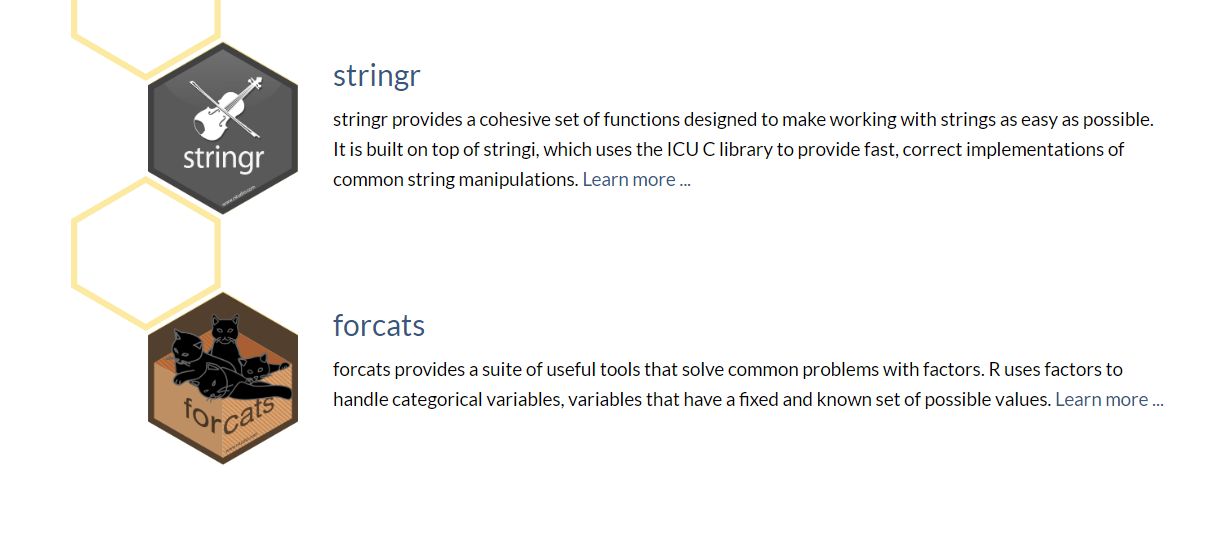 stringr
stringr provides a cohesive set of functions designed to make working with strings as easy as possible.
It is built on top of stringi, which uses the ICU C library to provide fast, correct implementations of
common string manipulations. Learn more ...
stringr
www.rstudio.com
forcats
forcats provides a suite of useful tools that solve common problems with factors. R uses factors to
handle categorical variables, variables that have a fixed and known set of possible values. Learn more ...
forcats
www.rstudio.com